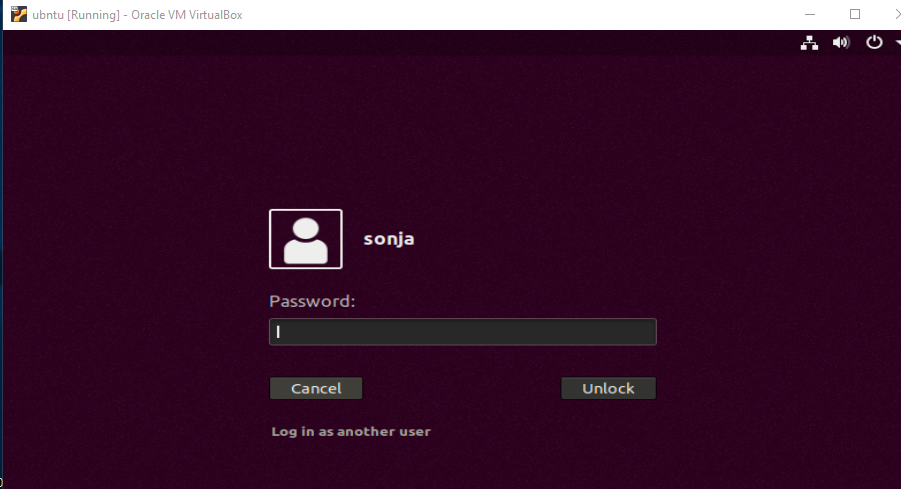 ubntu [Running] - Oracle VM VirtualBox
sonja
Password:
Cancel
Unlock
Log in as another user